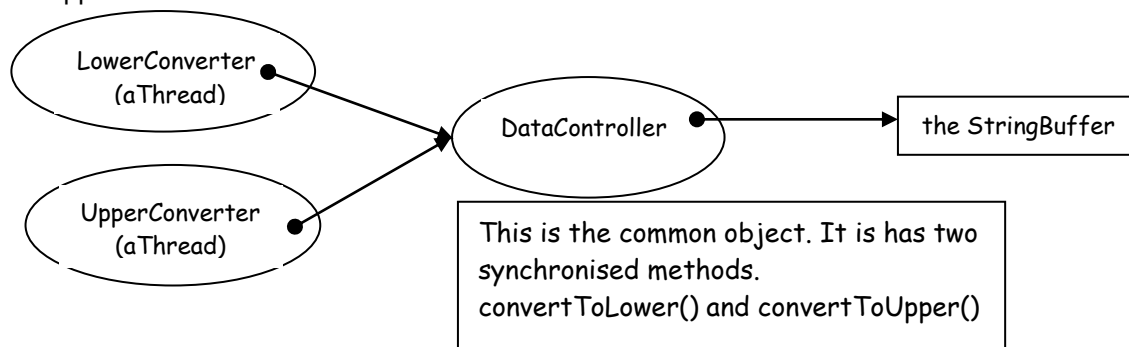 LowerConverter
(aThread)
DataController
the StringBuffer
UpperConverter
(aThread)
This is the common object. It is has two
synchronised methods.
convertToLower() and convertToUpper()